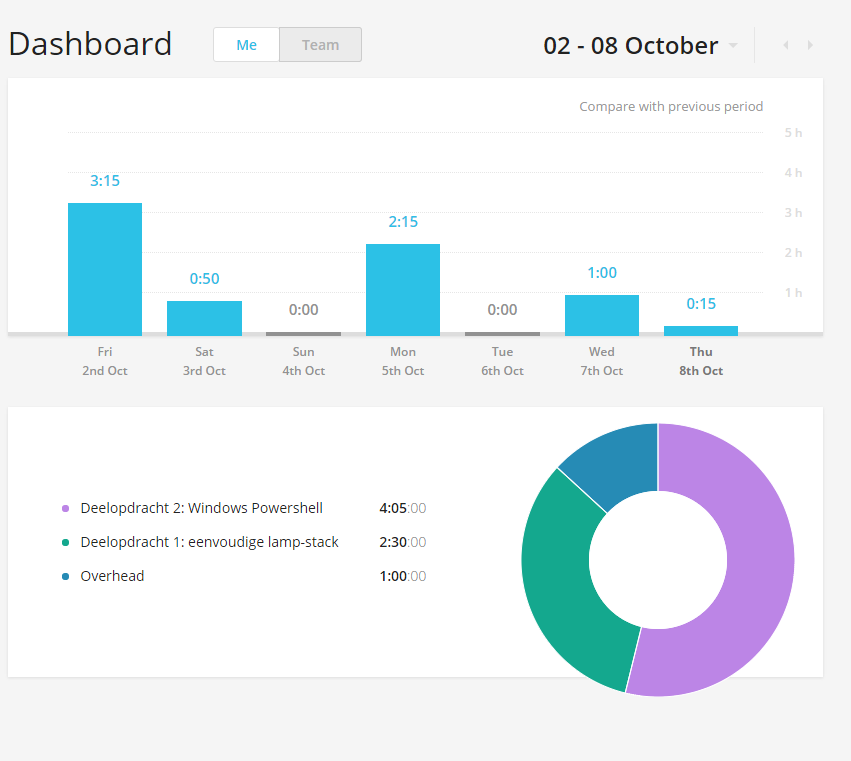 Dashboard Me Team 02 - 08 October
Compare with previous period
5 h
4 h
3:15
3 h
2:15
2 h
0:50
1:00
1 h
0:00
0:00
0:15
Fri Sat Sun Mon Tue Wed Thu
2nd Oct 3rd Oct 4th Oct 5th Oct 6th Oct 7th Oct 8th Oct
Deelopdracht 2: Windows Powershell 4:05:00
Deelopdracht 1: eenvoudige lamp-stack 2:30:00
Overhead 1:00:00